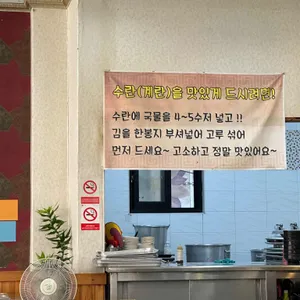 수란(계란)을 맛있게 드시려면!
수란에 국물을 4~5수저 넣고 !!
김을 한봉지 부셔넣어 고루 섞어
먼저 드세요~ 고소하고 정말 맛있어요~